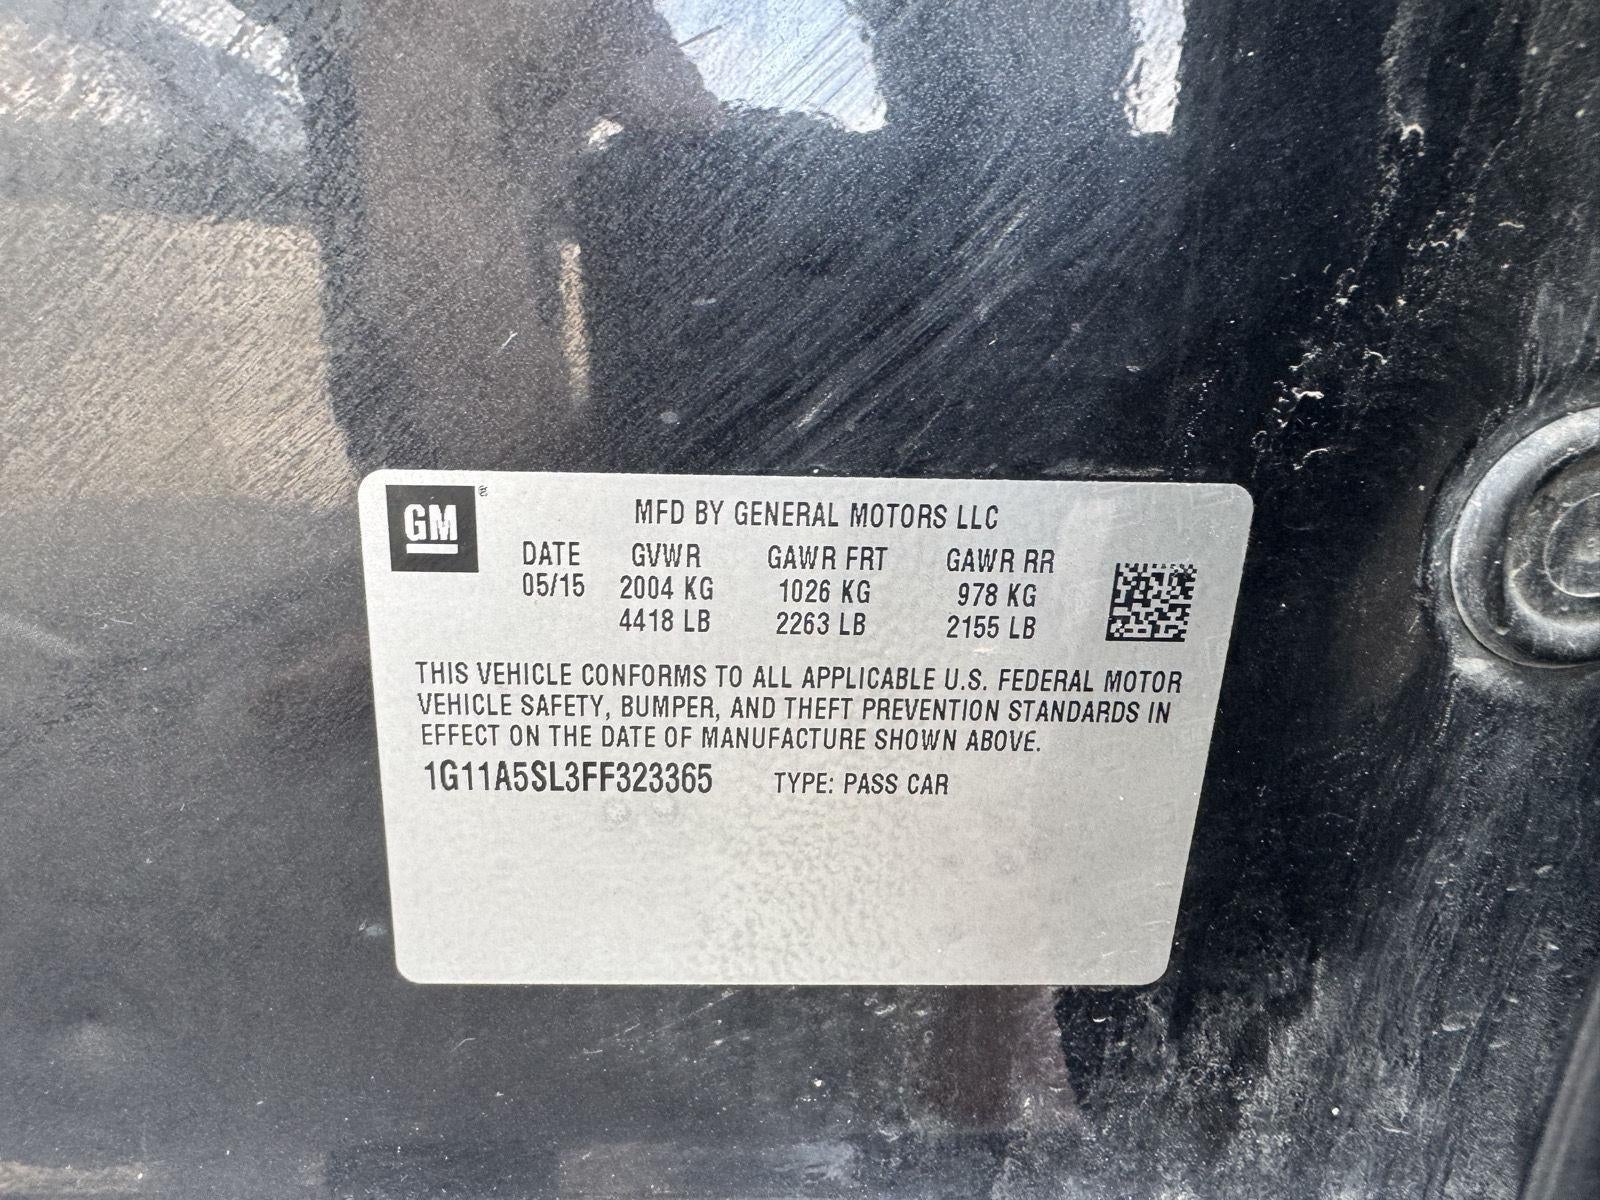 GM ®
MFD BY GENERAL MOTORS LLC
DATE GVWR GAWR FRT GAWR RR
05/15 2004 KG 1026 KG 978 KG
4418 LB 2263 LB 2155 LB
THIS VEHICLE CONFORMS TO ALL APPLICABLE U.S. FEDERAL MOTOR
VEHICLE SAFETY, BUMPER, AND THEFT PREVENTION STANDARDS IN
EFFECT ON THE DATE OF MANUFACTURE SHOWN ABOVE.
1G11A5SL3FF323365 TYPE: PASS CAR